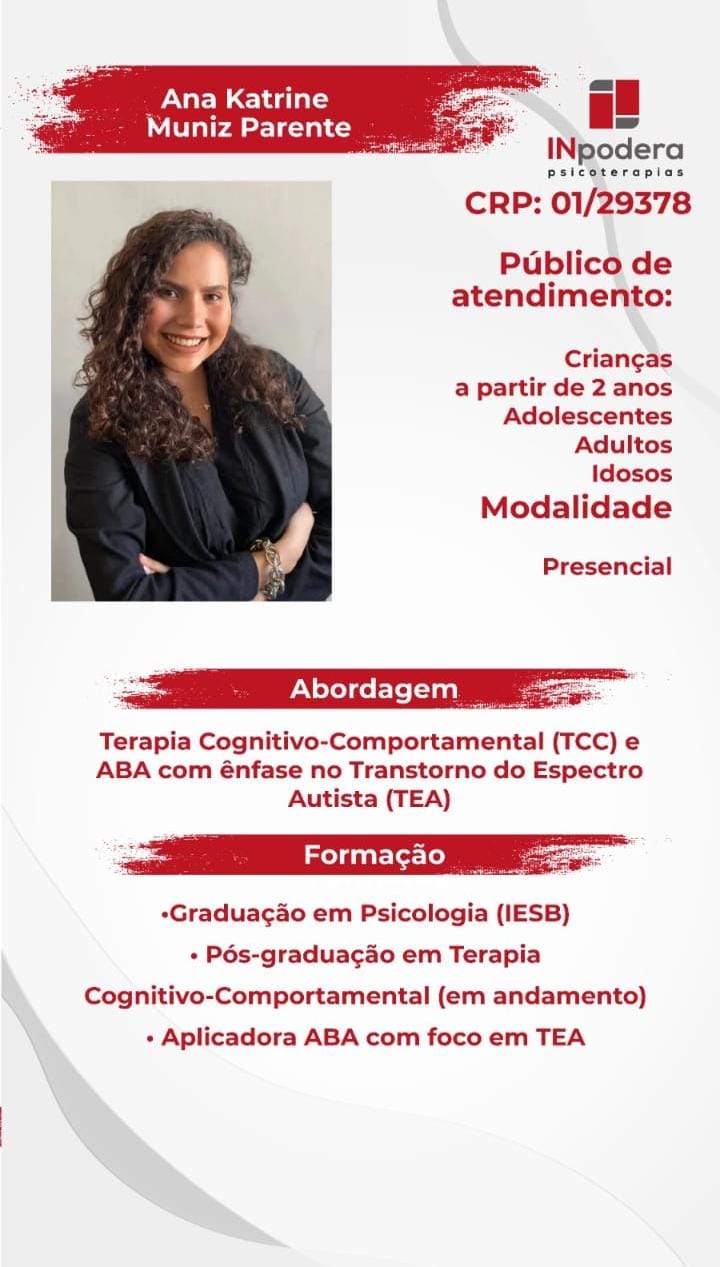 Ana Katrine
Muniz Parente
INpodera
psicoterapias
CRP: 01/29378
Público de
atendimento:
Crianças
a partir de 2 anos
Adolescentes
Adultos
Idosos
Modalidade
Presencial
Abordagem
Terapia Cognitivo-Comportamental (TCC) e
ABA com ênfase no Transtorno do Espectro
Autista (TEA)
Formação
•Graduação em Psicologia (IESB)
• Pós-graduação em Terapia
Cognitivo-Comportamental (em andamento)
• Aplicadora ABA com foco em TEA